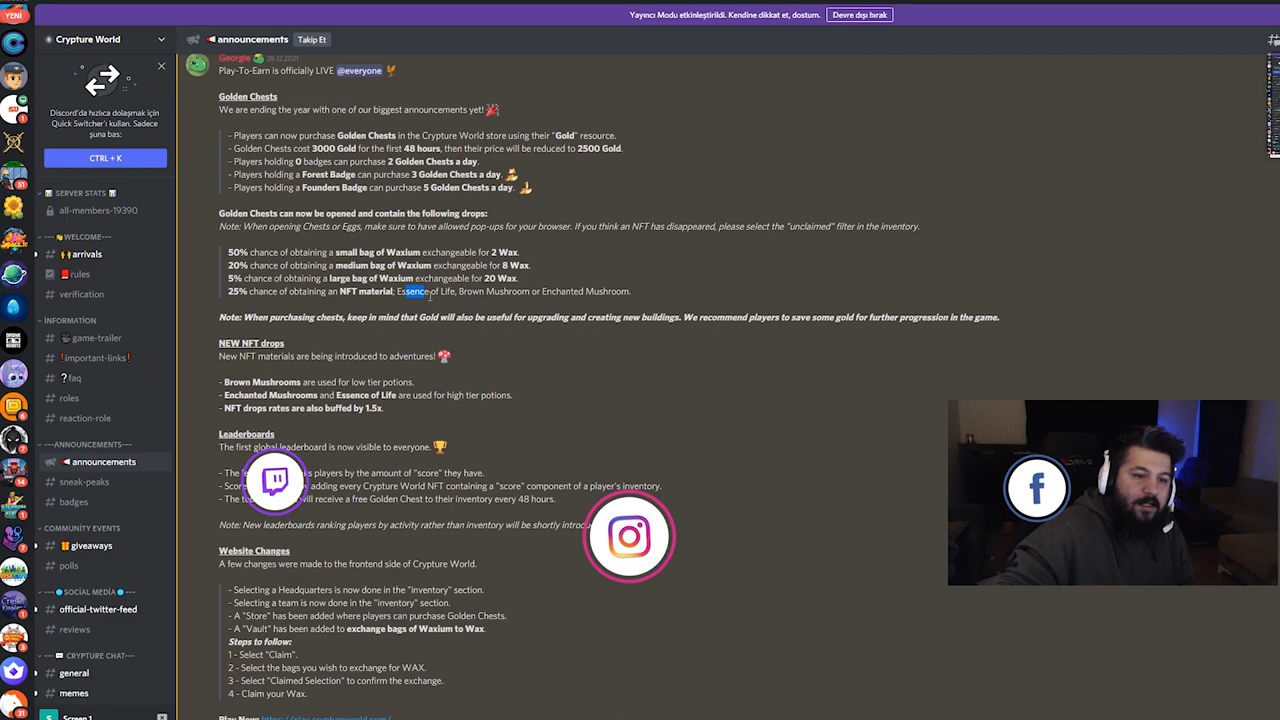 YENİ
Yayıncı Modu etkinleştirildi. Kendine dikkat et, dostum.
Devre dışı bırak
Crypture World
announcements
Takip Et
Discord'da hızlıca dolaşmak için
Quick Switcher'ı kullan. Sadece
şuna bas:
CTRL + K
SERVER STATS
all-members-19390
WELCOME
arrivals
rules
verification
İNFORMATİON
game-trailer
important-links
?faq
roles
reaction-role
---ANNOUNCEMENTS---
announcements
sneak-peeks
badges
COMMUNİTY EVENTS
giveaways
polls
SOCİAL MEDİA
official-twitter-feed
reviews
CRYPTURE CHAT
general
memes
Screen 1
Georgie 28.12.2021
Play-To-Earn is officially LIVE @everyone
Golden Chests
We are ending the year with one of our biggest announcements yet!
- Players can now purchase Golden Chests in the Crypture World store using their "Gold" resource.
- Golden Chests cost 3000 Gold for the first 48 hours, then their price will be reduced to 2500 Gold.
- Players holding 0 badges can purchase 2 Golden Chests a day.
- Players holding a Forest Badge can purchase 3 Golden Chests a day.
- Players holding a Founders Badge can purchase 5 Golden Chests a day.
Golden Chests can now be opened and contain the following drops:
Note: When opening Chests or Eggs, make sure to have allowed pop-ups for your browser. If you think an NFT has disappeared, please select the "unclaimed" filter in the inventory.
50% chance of obtaining a small bag of Waxium exchangeable for 2 Wax.
20% chance of obtaining a medium bag of Waxium exchangeable for 8 Wax.
5% chance of obtaining a large bag of Waxium exchangeable for 20 Wax.
25% chance of obtaining an NFT material; Essence of Life, Brown Mushroom or Enchanted Mushroom.
Note: When purchasing chests, keep in mind that Gold will also be useful for upgrading and creating new buildings. We recommend players to save some gold for further progression in the game.
NEW NFT drops
New NFT materials are being introduced to adventures!
- Brown Mushrooms are used for low tier potions.
- Enchanted Mushrooms and Essence of Life are used for high tier potions.
- NFT drops rates are also buffed by 1.5x.
Leaderboards
The first global leaderboard is now visible to everyone.
- The players by the amount of "score" they have.
- Score adding every Crypture World NFT containing a "score" component of a player's inventory.
- The will receive a free Golden Chest to their inventory every 48 hours.
Note: New leaderboards ranking players by activity rather than inventory will be shortly
Website Changes
A few changes were made to the frontend side of Crypture World.
- Selecting a Headquarters is now done in the "inventory" section.
- Selecting a team is now done in the "inventory" section.
- A "Store" has been added where players can purchase Golden Chests.
- A "Vault" has been added to exchange bags of Waxium to Wax.
Steps to follow:
1 - Select "Claim".
2 - Select the bags you wish to exchange for WAX.
3 - Select "Claimed Selection" to confirm the exchange.
4 - Claim your Wax.
Play Now: https://play.cryptureworld.com/